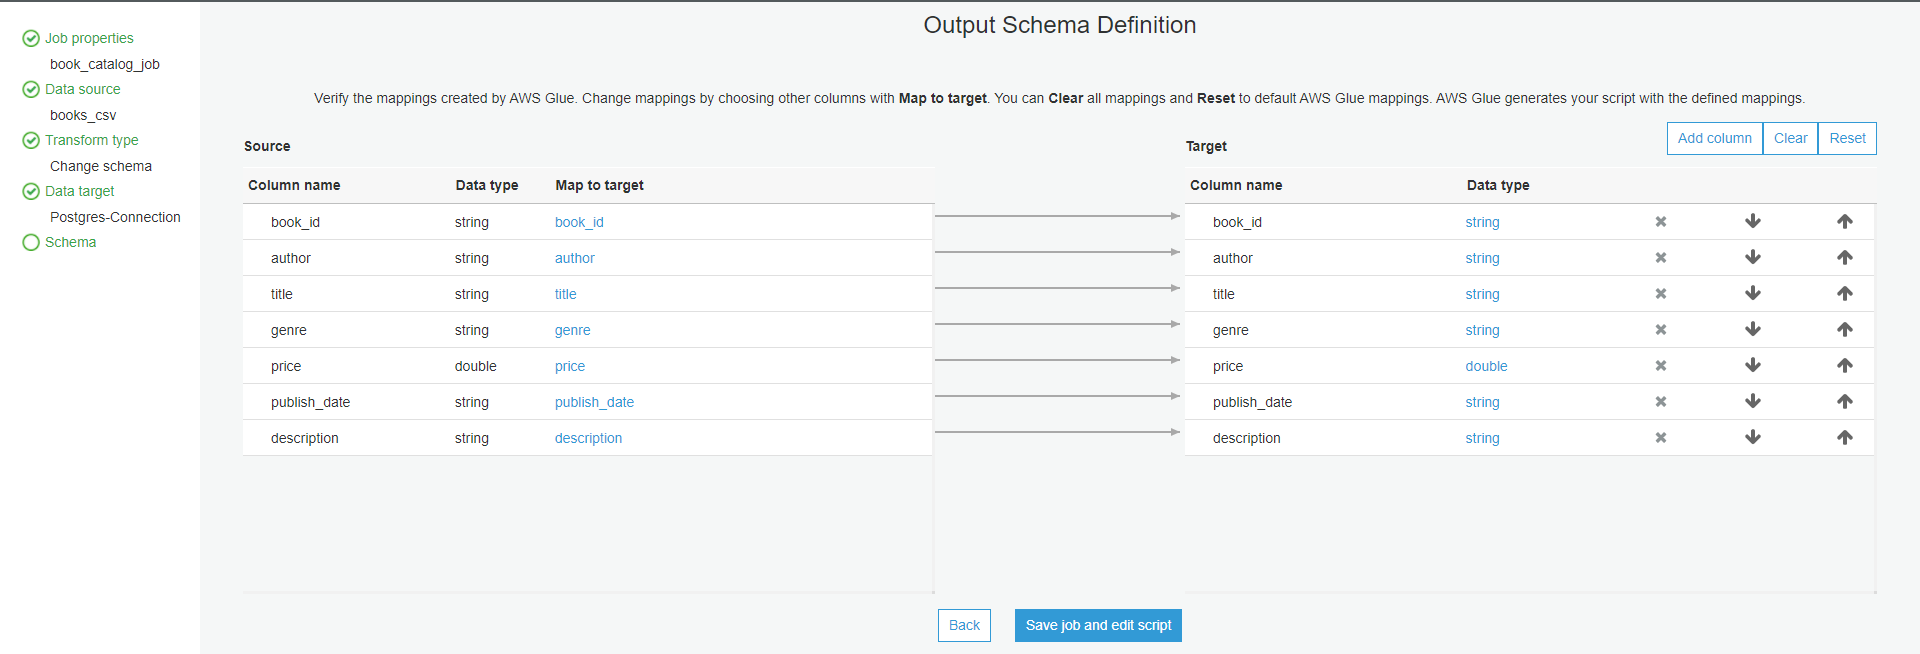 Job properties
book_catalog_job
Data source
books_csv
Transform type
Change schema
Data target
Postgres-Connection
Schema
Output Schema Definition
Verify the mappings created by AWS Glue. Change mappings by choosing other columns with Map to target. You can Clear all mappings and Reset to default AWS Glue mappings. AWS Glue generates your script with the defined mappings.
Add column Clear Reset
Source
Column name Data type Map to target
book_id string book_id
author string author
title string title
genre string genre
price double price
publish_date string publish_date
description string description
Target
Column name Data type
book_id string
author string
title string
genre string
price double
publish_date string
description string
Back Save job and edit script